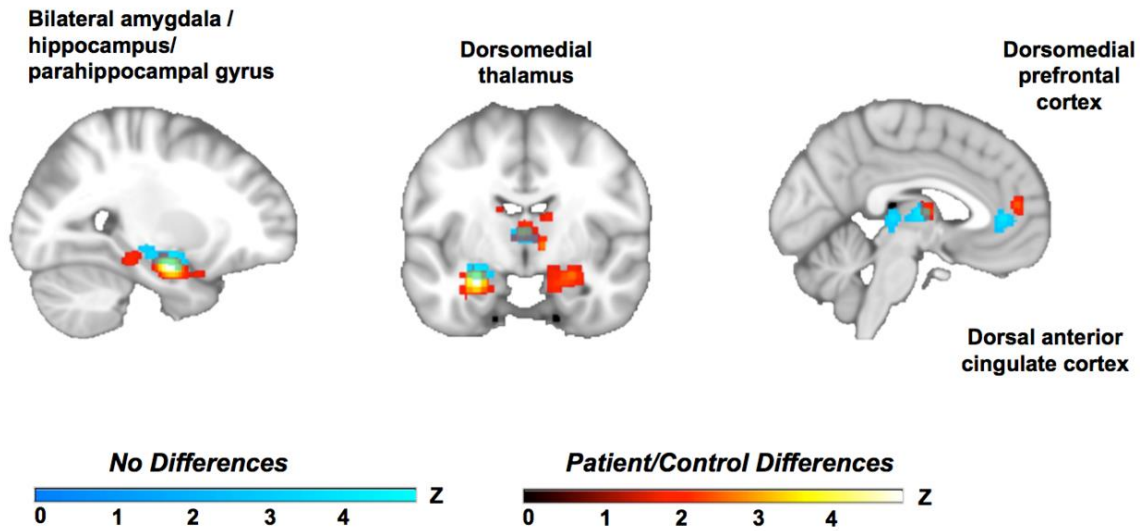 Bilateral amygdala /
hippocampus/
parahippocampal gyrus
Dorsomedial
thalamus
Dorsomedial
prefrontal
cortex
Dorsal anterior
cingulate cortex
No Differences
Z
0 1 2 3 4
Patient/Control Differences
Z
0 1 2 3 4